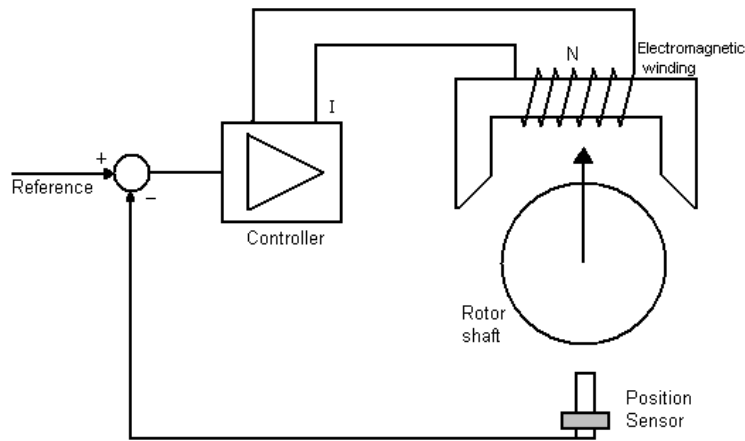 Electromagnetic
winding
N
I
+
Reference
−
Controller
Rotor
shaft
Position
Sensor